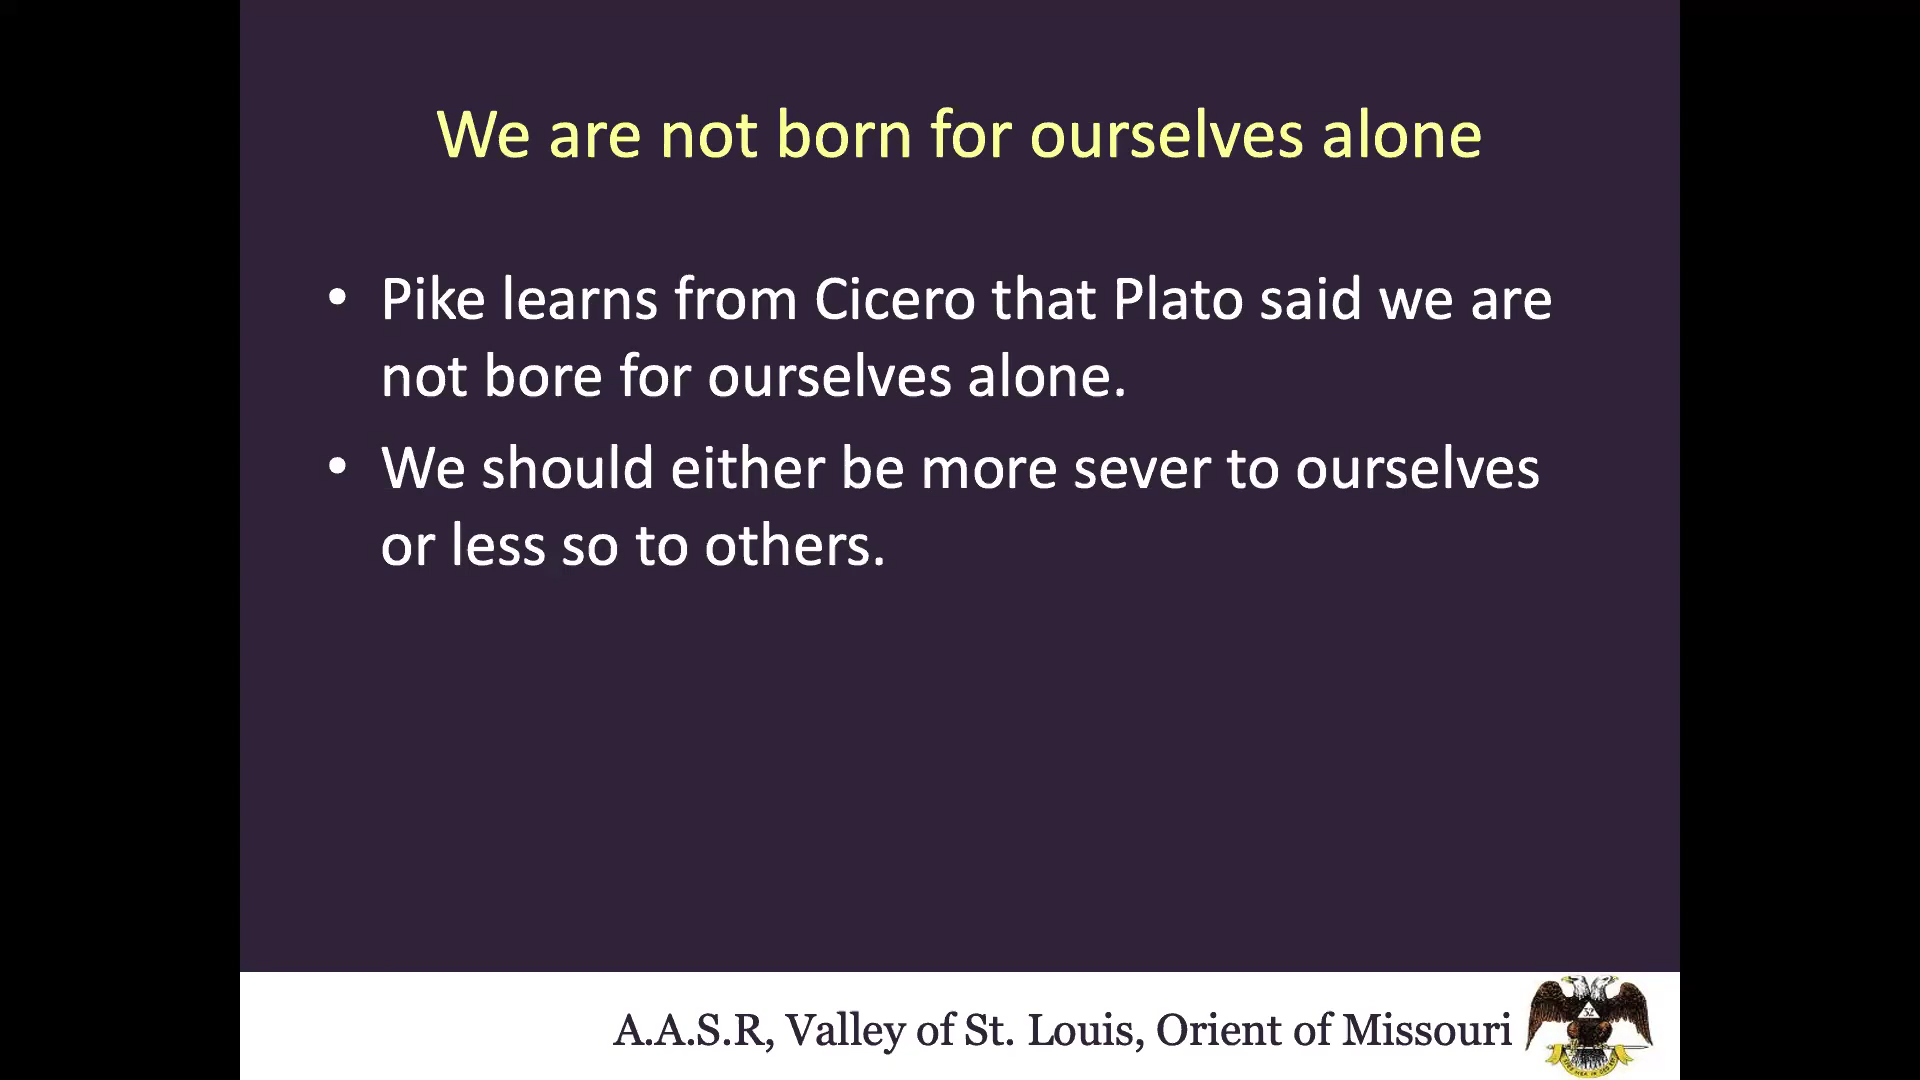 We are not born for ourselves alone
• Pike learns from Cicero that Plato said we are
not bore for ourselves alone.
• We should either be more sever to ourselves
or less so to others.
A.A.S.R, Valley of St. Louis, Orient of Missouri